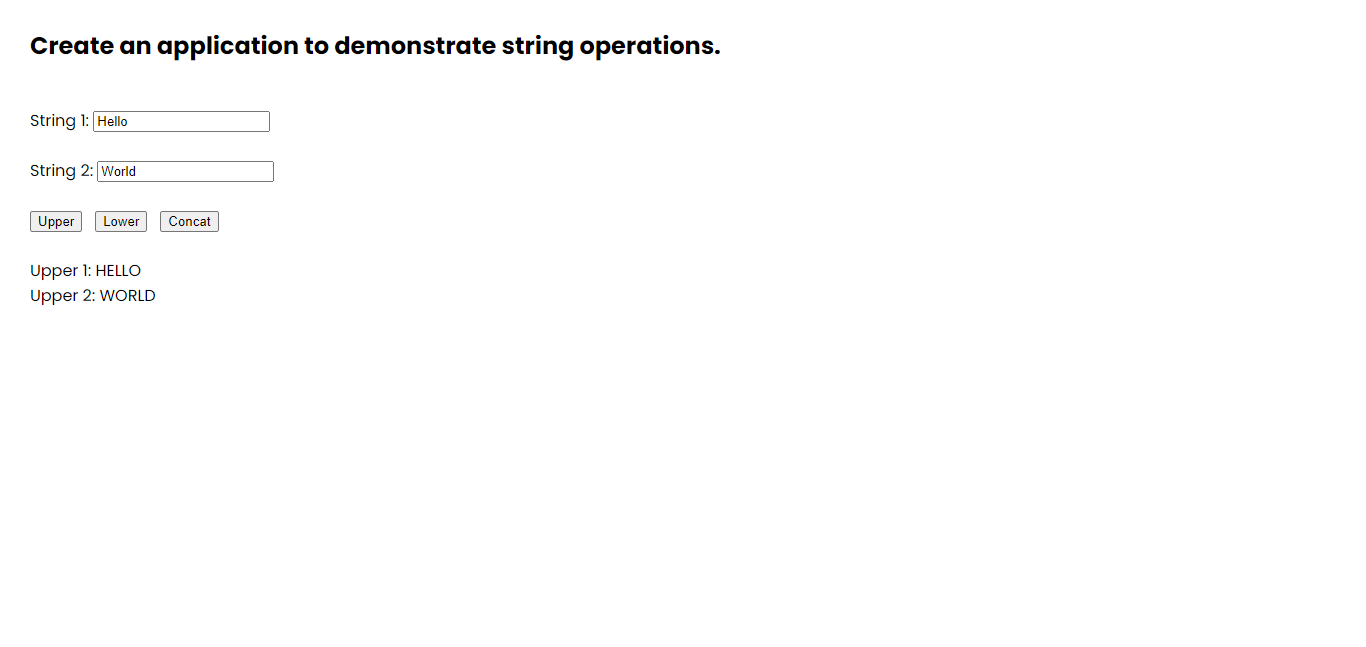 Create an application to demonstrate string operations.
String 1: Hello
String 2: World
Upper Lower Concat
Upper 1: HELLO
Upper 2: WORLD